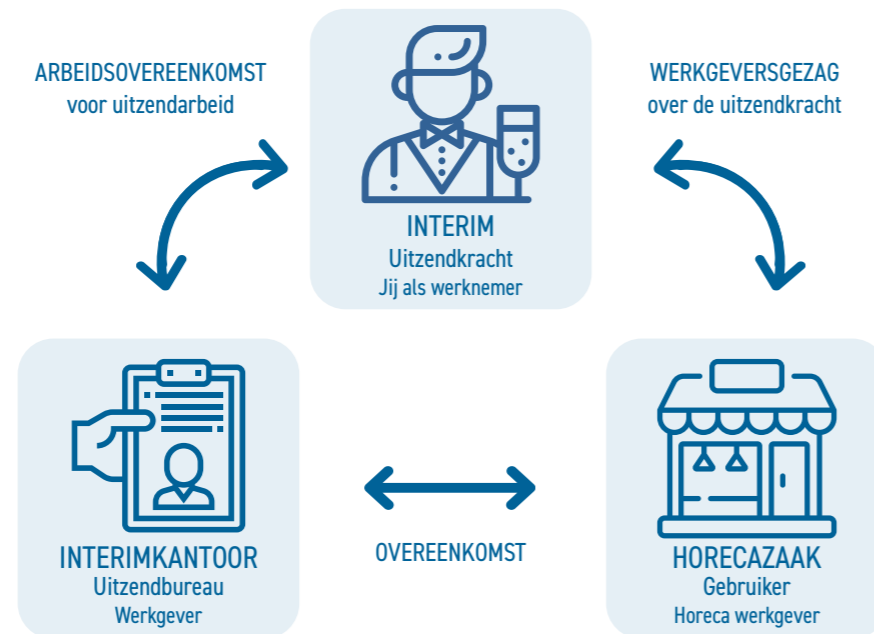 ARBEIDSOVEREENKOMST
voor uitzendarbeid
WERKGEVERSGEZAG
over de uitzendkracht
INTERIM
Uitzendkracht
Jij als werknemer
INTERIMKANTOOR
Uitzendbureau
Werkgever
OVEREENKOMST
HORECAZAAK
Gebruiker
Horeca werkgever